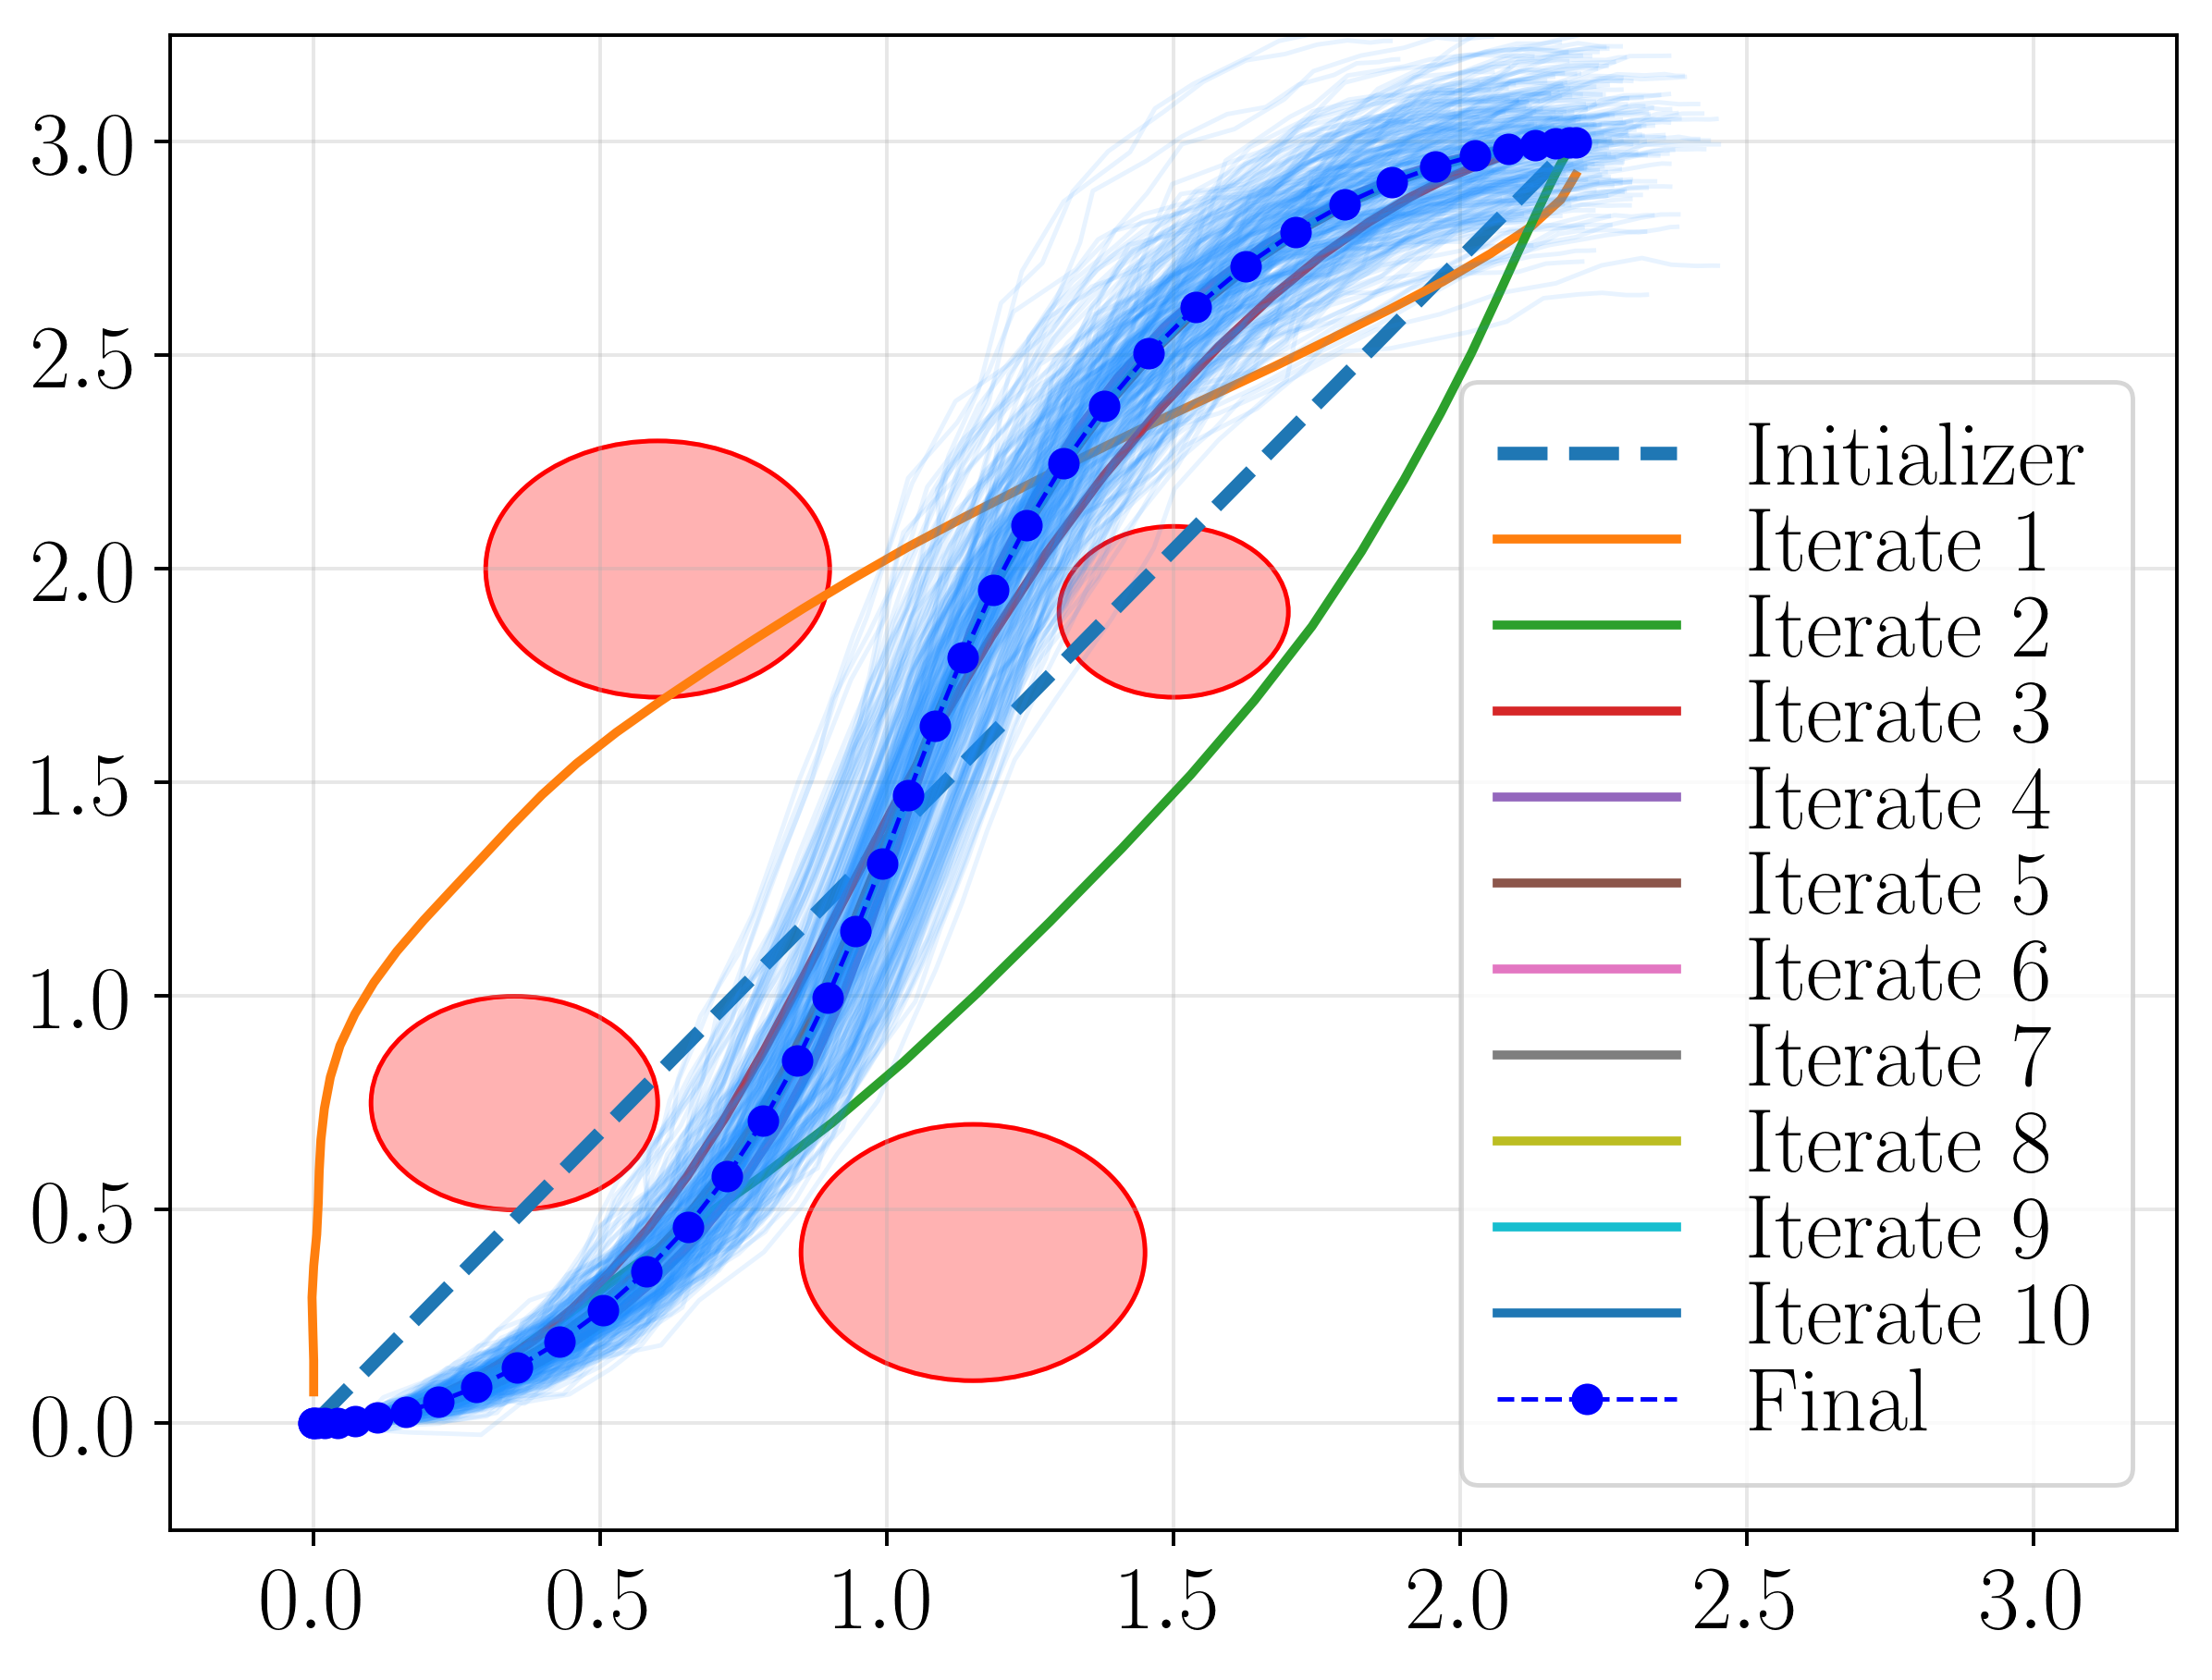 3.0
2.5
2.0
1.5
1.0
0.5
0.0
0.0 0.5 1.0 1.5 2.0 2.5 3.0
Initializer
Iterate 1
Iterate 2
Iterate 3
Iterate 4
Iterate 5
Iterate 6
Iterate 7
Iterate 8
Iterate 9
Iterate 10
Final